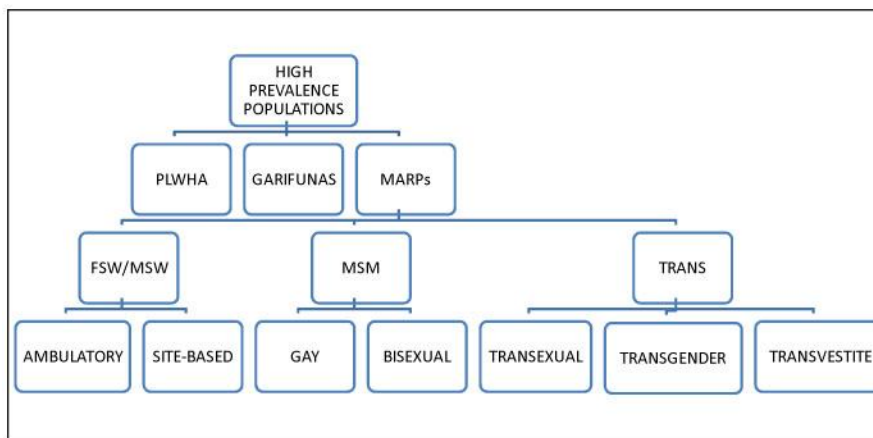 HIGH
PREVALENCE
POPULATIONS
PLWHA
GARIFUNAS
MARPs
FSW/MSW
MSM
TRANS
AMBULATORY
SITE-BASED
GAY
BISEXUAL
TRANSEXUAL
TRANSGENDER
TRANSVESTITE